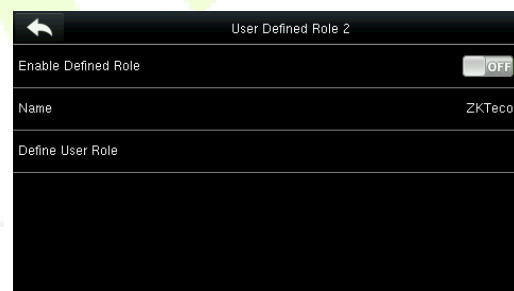 User Defined Role 2
Enable Defined Role OFF
Name ZKTeco
Define User Role